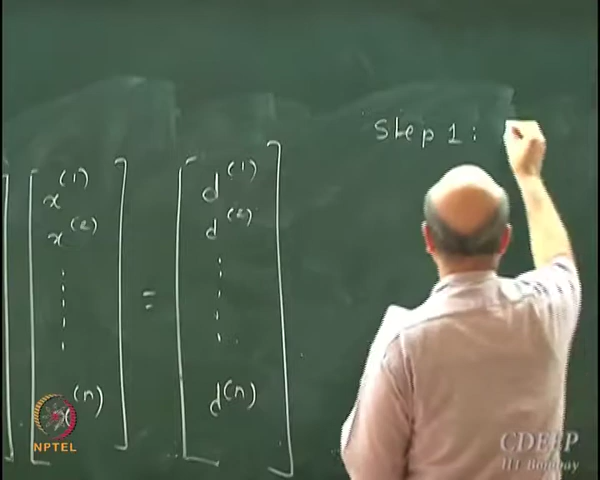 Step 1:
x^(1) d^(1)
x^(2) d^(2)
=
x^(n) d^(n)
NPTEL
CDEEP
IIT Bombay